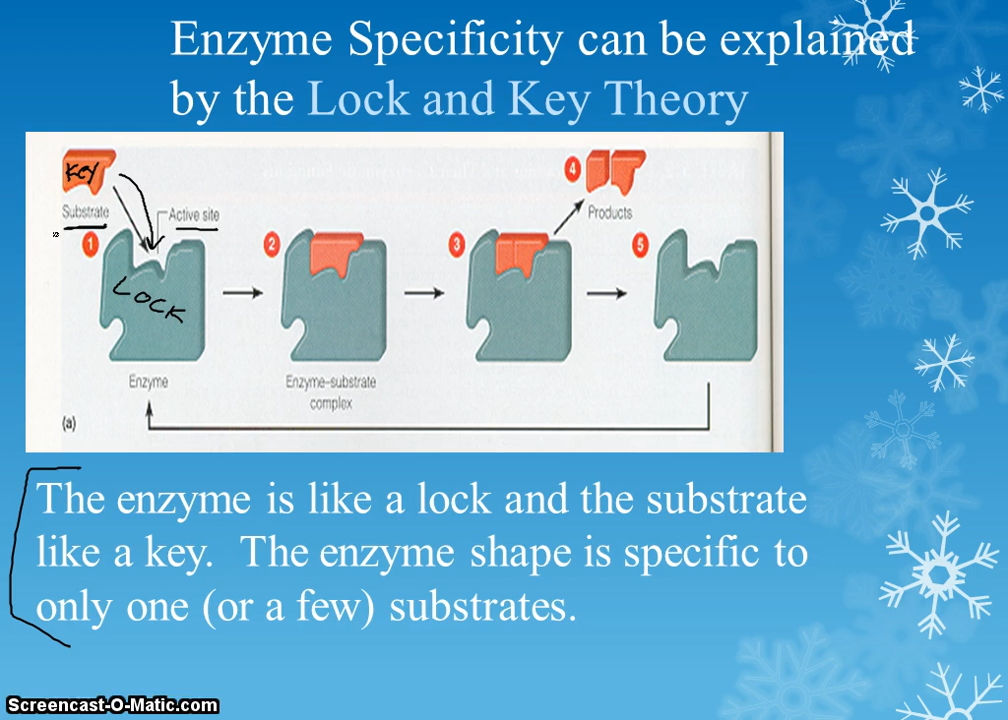 Enzyme Specificity can be explained
by the Lock and Key Theory
KEY
4
Substrate
Active site
Products
1
2
3
5
LOCK
Enzyme
Enzyme–substrate
complex
(a)
The enzyme is like a lock and the substrate
like a key. The enzyme shape is specific to
only one (or a few) substrates.
Screencast-O-Matic.com